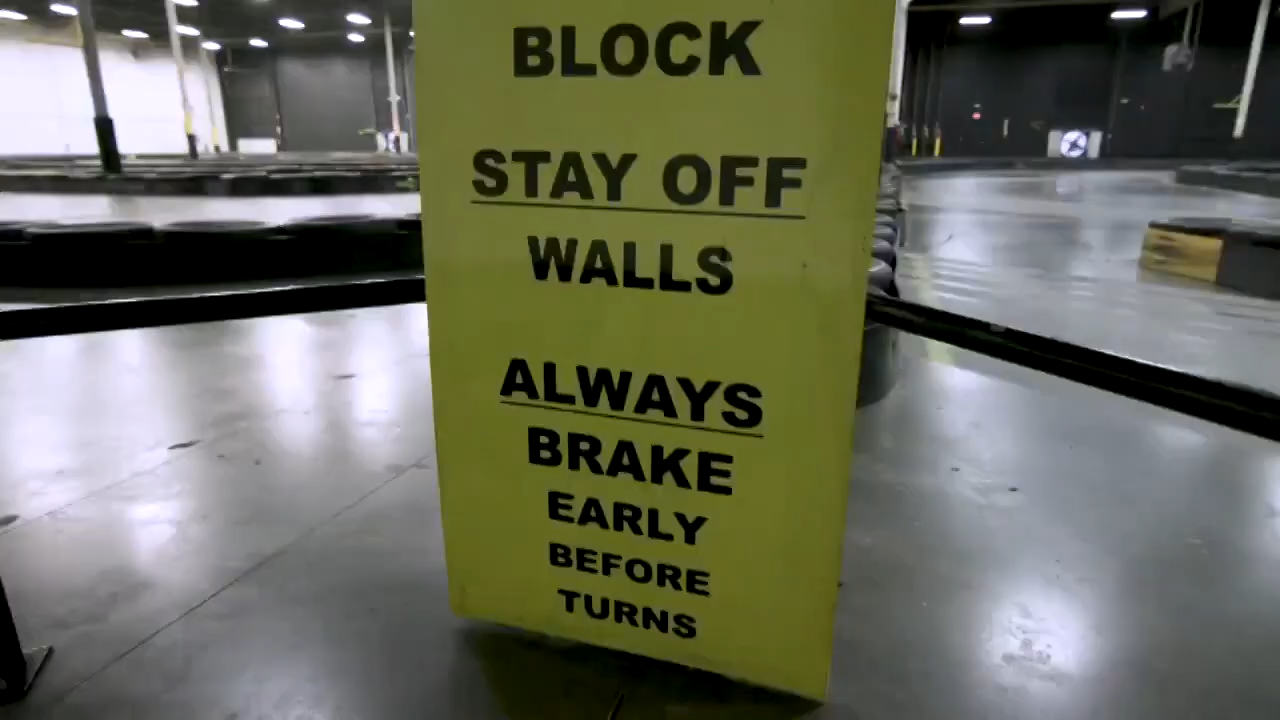 BLOCK
STAY OFF
WALLS
ALWAYS
BRAKE
EARLY
BEFORE
TURNS